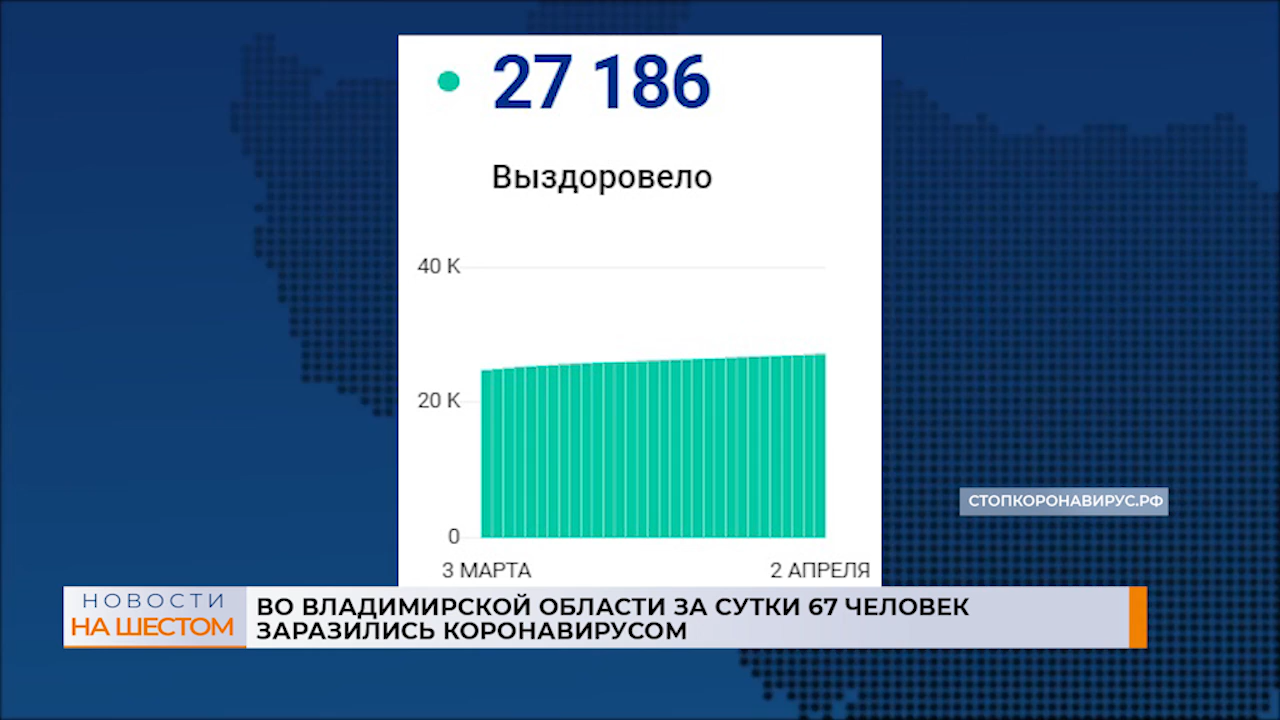 27 186
Выздоровело
40 K
20 K
0
3 МАРТА
2 АПРЕЛЯ
СТОПКОРОНАВИРУС.РФ
НОВОСТИ
НА ШЕСТОМ
ВО ВЛАДИМИРСКОЙ ОБЛАСТИ ЗА СУТКИ 67 ЧЕЛОВЕК
ЗАРАЗИЛИСЬ КОРОНАВИРУСОМ